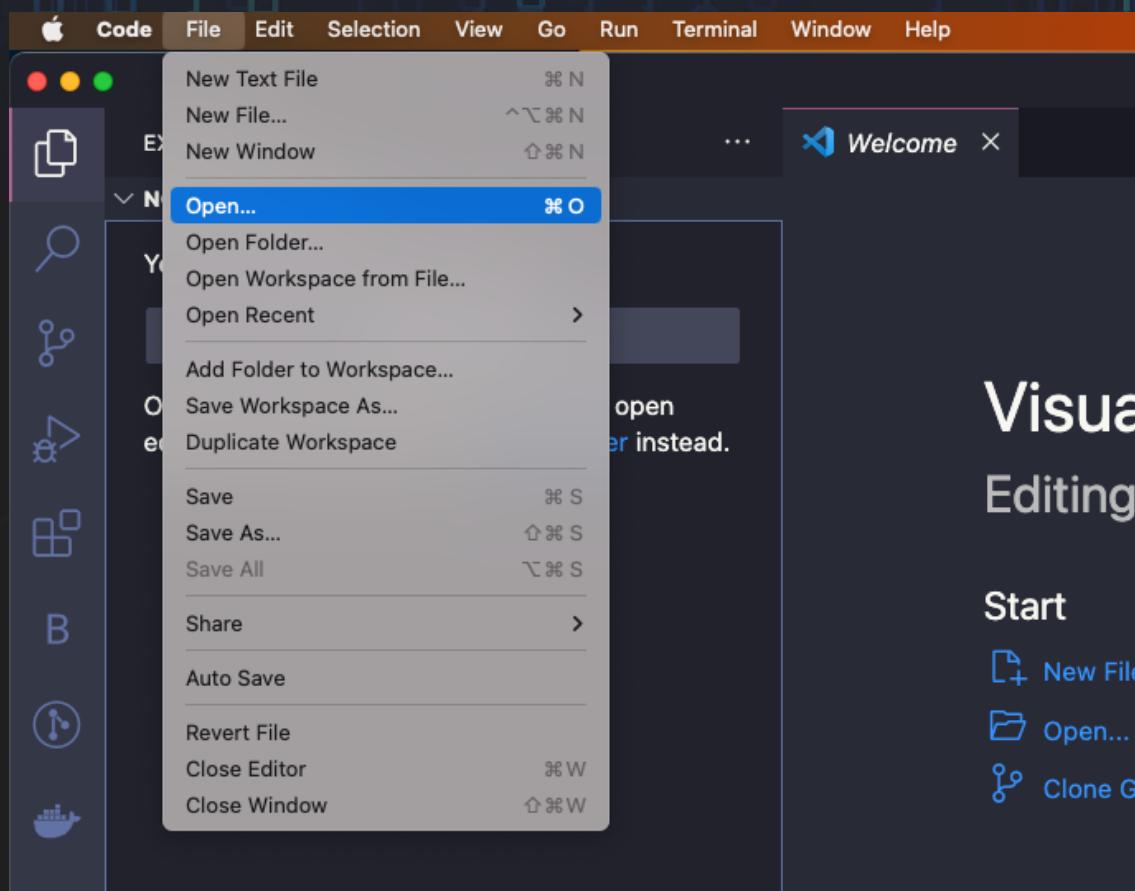 Code File Edit Selection View Go Run Terminal Window Help
New Text File ⌘ N
New File... ^⌥⌘ N
New Window ⇧⌘ N
Open... ⌘ O
Open Folder...
Open Workspace from File...
Open Recent >
Add Folder to Workspace...
Save Workspace As...
Duplicate Workspace
Save ⌘ S
Save As... ⇧⌘ S
Save All ⌥⌘ S
Share >
Auto Save
Revert File
Close Editor ⌘W
Close Window ⇧⌘W
open
instead.
B
Welcome
Visua
Editing
Start
New File
Open...
Clone G